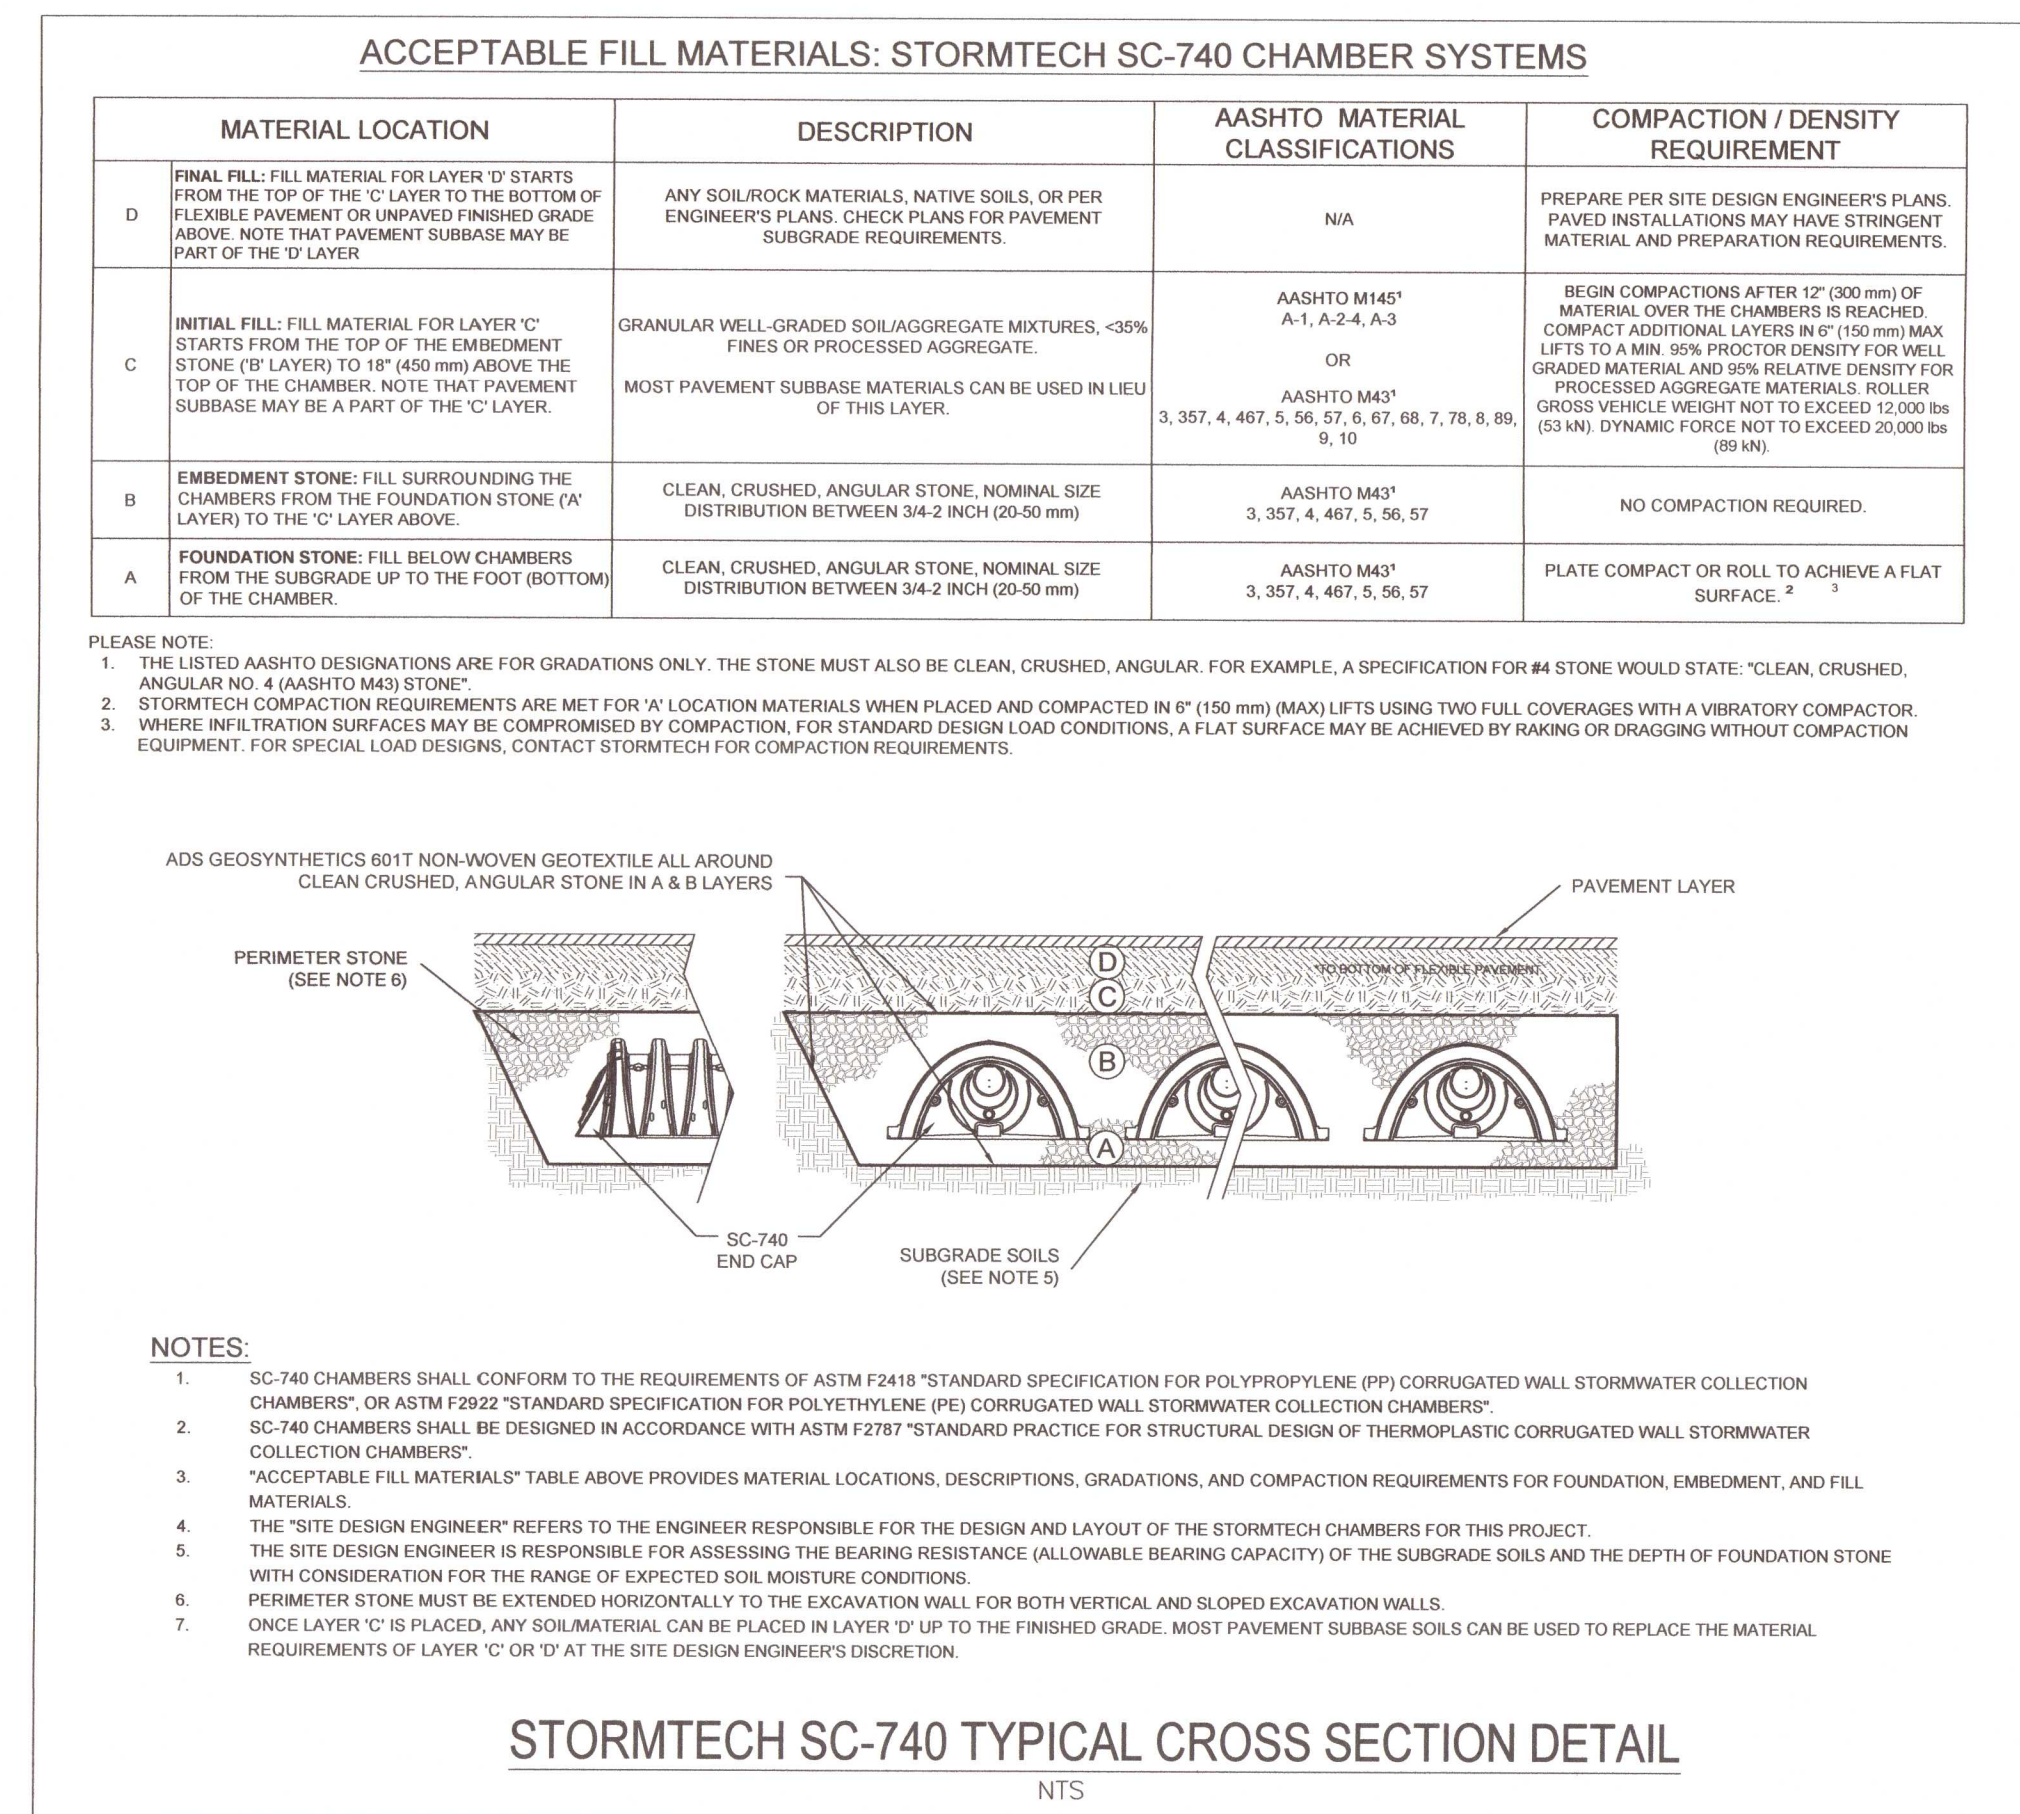 ACCEPTABLE FILL MATERIALS: STORMTECH SC-740 CHAMBER SYSTEMS
MATERIAL LOCATION
DESCRIPTION
AASHTO MATERIAL
CLASSIFICATIONS
COMPACTION / DENSITY
REQUIREMENT
D
FINAL FILL: FILL MATERIAL FOR LAYER 'D' STARTS
FROM THE TOP OF THE 'C' LAYER TO THE BOTTOM OF
FLEXIBLE PAVEMENT OR UNPAVED FINISHED GRADE
ABOVE. NOTE THAT PAVEMENT SUBBASE MAY BE
PART OF THE 'D' LAYER
ANY SOIL/ROCK MATERIALS, NATIVE SOILS, OR PER
ENGINEER'S PLANS. CHECK PLANS FOR PAVEMENT
SUBGRADE REQUIREMENTS.
N/A
PREPARE PER SITE DESIGN ENGINEER'S PLANS.
PAVED INSTALLATIONS MAY HAVE STRINGENT
MATERIAL AND PREPARATION REQUIREMENTS.
C
INITIAL FILL: FILL MATERIAL FOR LAYER 'C'
STARTS FROM THE TOP OF THE EMBEDMENT
STONE ('B' LAYER) TO 18" (450 mm) ABOVE THE
TOP OF THE CHAMBER. NOTE THAT PAVEMENT
SUBBASE MAY BE A PART OF THE 'C' LAYER.
GRANULAR WELL-GRADED SOIL/AGGREGATE MIXTURES, <35%
FINES OR PROCESSED AGGREGATE.
MOST PAVEMENT SUBBASE MATERIALS CAN BE USED IN LIEU
OF THIS LAYER.
AASHTO M145¹
A-1, A-2-4, A-3
OR
AASHTO M43¹
3, 357, 4, 467, 5, 56, 57, 6, 67, 68, 7, 78, 8, 89,
9, 10
BEGIN COMPACTIONS AFTER 12" (300 mm) OF
MATERIAL OVER THE CHAMBERS IS REACHED.
COMPACT ADDITIONAL LAYERS IN 6" (150 mm) MAX
LIFTS TO A MIN. 95% PROCTOR DENSITY FOR WELL
GRADED MATERIAL AND 95% RELATIVE DENSITY FOR
PROCESSED AGGREGATE MATERIALS. ROLLER
GROSS VEHICLE WEIGHT NOT TO EXCEED 12,000 lbs
(53 kN). DYNAMIC FORCE NOT TO EXCEED 20,000 lbs
(89 kN).
B
EMBEDMENT STONE: FILL SURROUNDING THE
CHAMBERS FROM THE FOUNDATION STONE ('A'
LAYER) TO THE 'C' LAYER ABOVE.
CLEAN, CRUSHED, ANGULAR STONE, NOMINAL SIZE
DISTRIBUTION BETWEEN 3/4-2 INCH (20-50 mm)
AASHTO M43¹
3, 357, 4, 467, 5, 56, 57
NO COMPACTION REQUIRED.
A
FOUNDATION STONE: FILL BELOW CHAMBERS
FROM THE SUBGRADE UP TO THE FOOT (BOTTOM)
OF THE CHAMBER.
CLEAN, CRUSHED, ANGULAR STONE, NOMINAL SIZE
DISTRIBUTION BETWEEN 3/4-2 INCH (20-50 mm)
AASHTO M43¹
3, 357, 4, 467, 5, 56, 57
PLATE COMPACT OR ROLL TO ACHIEVE A FLAT
SURFACE. ² ³
PLEASE NOTE:
1. THE LISTED AASHTO DESIGNATIONS ARE FOR GRADATIONS ONLY. THE STONE MUST ALSO BE CLEAN, CRUSHED, ANGULAR. FOR EXAMPLE, A SPECIFICATION FOR #4 STONE WOULD STATE: "CLEAN, CRUSHED,
ANGULAR NO. 4 (AASHTO M43) STONE".
2. STORMTECH COMPACTION REQUIREMENTS ARE MET FOR 'A' LOCATION MATERIALS WHEN PLACED AND COMPACTED IN 6" (150 mm) (MAX) LIFTS USING TWO FULL COVERAGES WITH A VIBRATORY COMPACTOR.
3. WHERE INFILTRATION SURFACES MAY BE COMPROMISED BY COMPACTION, FOR STANDARD DESIGN LOAD CONDITIONS, A FLAT SURFACE MAY BE ACHIEVED BY RAKING OR DRAGGING WITHOUT COMPACTION
EQUIPMENT. FOR SPECIAL LOAD DESIGNS, CONTACT STORMTECH FOR COMPACTION REQUIREMENTS.
ADS GEOSYNTHETICS 601T NON-WOVEN GEOTEXTILE ALL AROUND
CLEAN CRUSHED, ANGULAR STONE IN A & B LAYERS
PAVEMENT LAYER
PERIMETER STONE
(SEE NOTE 6)
D
*TO BOTTOM OF FLEXIBLE PAVEMENT.
C
B
A
SC-740
END CAP
SUBGRADE SOILS
(SEE NOTE 5)
NOTES:
1. SC-740 CHAMBERS SHALL CONFORM TO THE REQUIREMENTS OF ASTM F2418 "STANDARD SPECIFICATION FOR POLYPROPYLENE (PP) CORRUGATED WALL STORMWATER COLLECTION
CHAMBERS", OR ASTM F2922 "STANDARD SPECIFICATION FOR POLYETHYLENE (PE) CORRUGATED WALL STORMWATER COLLECTION CHAMBERS".
2. SC-740 CHAMBERS SHALL BE DESIGNED IN ACCORDANCE WITH ASTM F2787 "STANDARD PRACTICE FOR STRUCTURAL DESIGN OF THERMOPLASTIC CORRUGATED WALL STORMWATER
COLLECTION CHAMBERS".
3. "ACCEPTABLE FILL MATERIALS" TABLE ABOVE PROVIDES MATERIAL LOCATIONS, DESCRIPTIONS, GRADATIONS, AND COMPACTION REQUIREMENTS FOR FOUNDATION, EMBEDMENT, AND FILL
MATERIALS.
4. THE "SITE DESIGN ENGINEER" REFERS TO THE ENGINEER RESPONSIBLE FOR THE DESIGN AND LAYOUT OF THE STORMTECH CHAMBERS FOR THIS PROJECT.
5. THE SITE DESIGN ENGINEER IS RESPONSIBLE FOR ASSESSING THE BEARING RESISTANCE (ALLOWABLE BEARING CAPACITY) OF THE SUBGRADE SOILS AND THE DEPTH OF FOUNDATION STONE
WITH CONSIDERATION FOR THE RANGE OF EXPECTED SOIL MOISTURE CONDITIONS.
6. PERIMETER STONE MUST BE EXTENDED HORIZONTALLY TO THE EXCAVATION WALL FOR BOTH VERTICAL AND SLOPED EXCAVATION WALLS.
7. ONCE LAYER 'C' IS PLACED, ANY SOIL/MATERIAL CAN BE PLACED IN LAYER 'D' UP TO THE FINISHED GRADE. MOST PAVEMENT SUBBASE SOILS CAN BE USED TO REPLACE THE MATERIAL
REQUIREMENTS OF LAYER 'C' OR 'D' AT THE SITE DESIGN ENGINEER'S DISCRETION.
STORMTECH SC-740 TYPICAL CROSS SECTION DETAIL
NTS